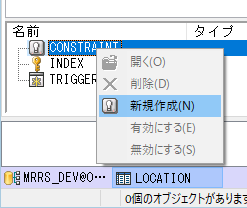 名前 タイプ
CONSTRAINT
INDEX
TRIGGER
開く(O)
削除(D)
新規作成(N)
有効にする(E)
無効にする(S)
MRRS_DEV@O... LOCATION
0個のオブジェクトがあります